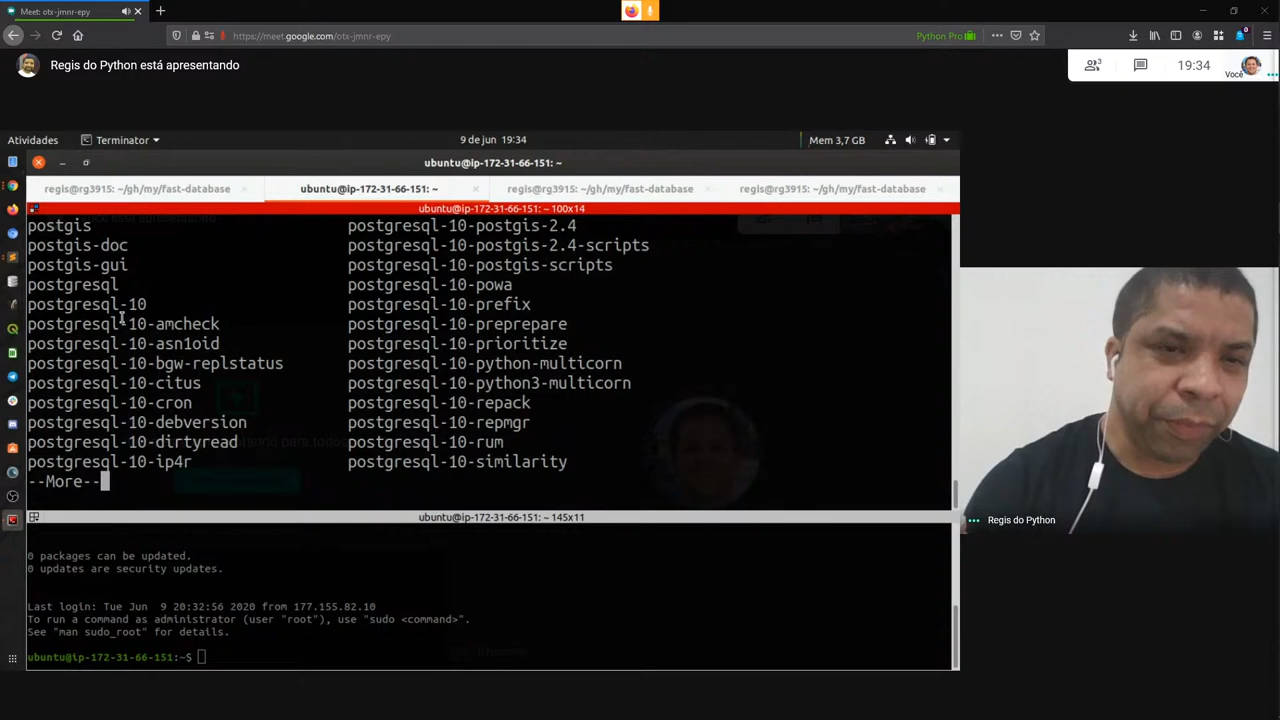 Meet: otx-jmnr-epy
https://meet.google.com/otx-jmnr-epy
Python Pro
Regis do Python está apresentando
3
19:34
Você
Atividades
Terminator
9 de jun 19:34
Mem 3,7 GB
ubuntu@ip-172-31-66-151: ~
regis@rg3915: ~/gh/my/fast-database
ubuntu@ip-172-31-66-151: ~
regis@rg3915: ~/gh/my/fast-database
regis@rg3915: ~/gh/my/fast-database
ubuntu@ip-172-31-66-151: ~ 100x14
postgis postgresql-10-postgis-2.4
postgis-doc postgresql-10-postgis-2.4-scripts
postgis-gui postgresql-10-postgis-scripts
postgresql postgresql-10-powa
postgresql-10 postgresql-10-prefix
postgresql-10-amcheck postgresql-10-preprepare
postgresql-10-asn1oid postgresql-10-prioritize
postgresql-10-bgw-replstatus postgresql-10-python-multicorn
postgresql-10-citus postgresql-10-python3-multicorn
postgresql-10-cron postgresql-10-repack
postgresql-10-debversion postgresql-10-repmgr
postgresql-10-dirtyread postgresql-10-rum
postgresql-10-ip4r postgresql-10-similarity
--More--
ubuntu@ip-172-31-66-151: ~ 145x11
0 packages can be updated.
0 updates are security updates.
Last login: Tue Jun  9 20:32:56 2020 from 177.155.82.10
To run a command as administrator (user "root"), use "sudo <command>".
See "man sudo_root" for details.
ubuntu@ip-172-31-66-151:~$
Regis do Python